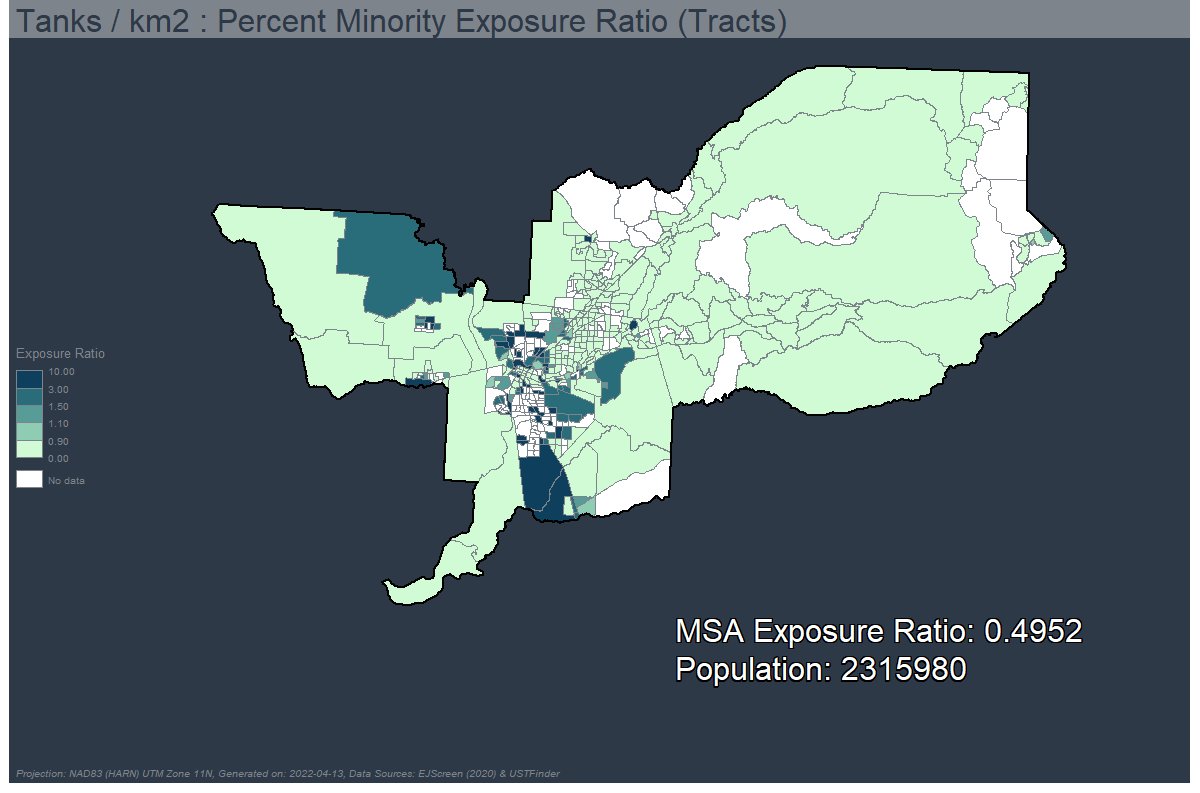 Tanks / km2 : Percent Minority Exposure Ratio (Tracts)
Exposure Ratio
10.00
3.00
1.50
1.10
0.90
0.00
No data
MSA Exposure Ratio: 0.4952
Population: 2315980
Projection: NAD83 (HARN) UTM Zone 11N, Generated on: 2022-04-13, Data Sources: EJScreen (2020) & USTFinder